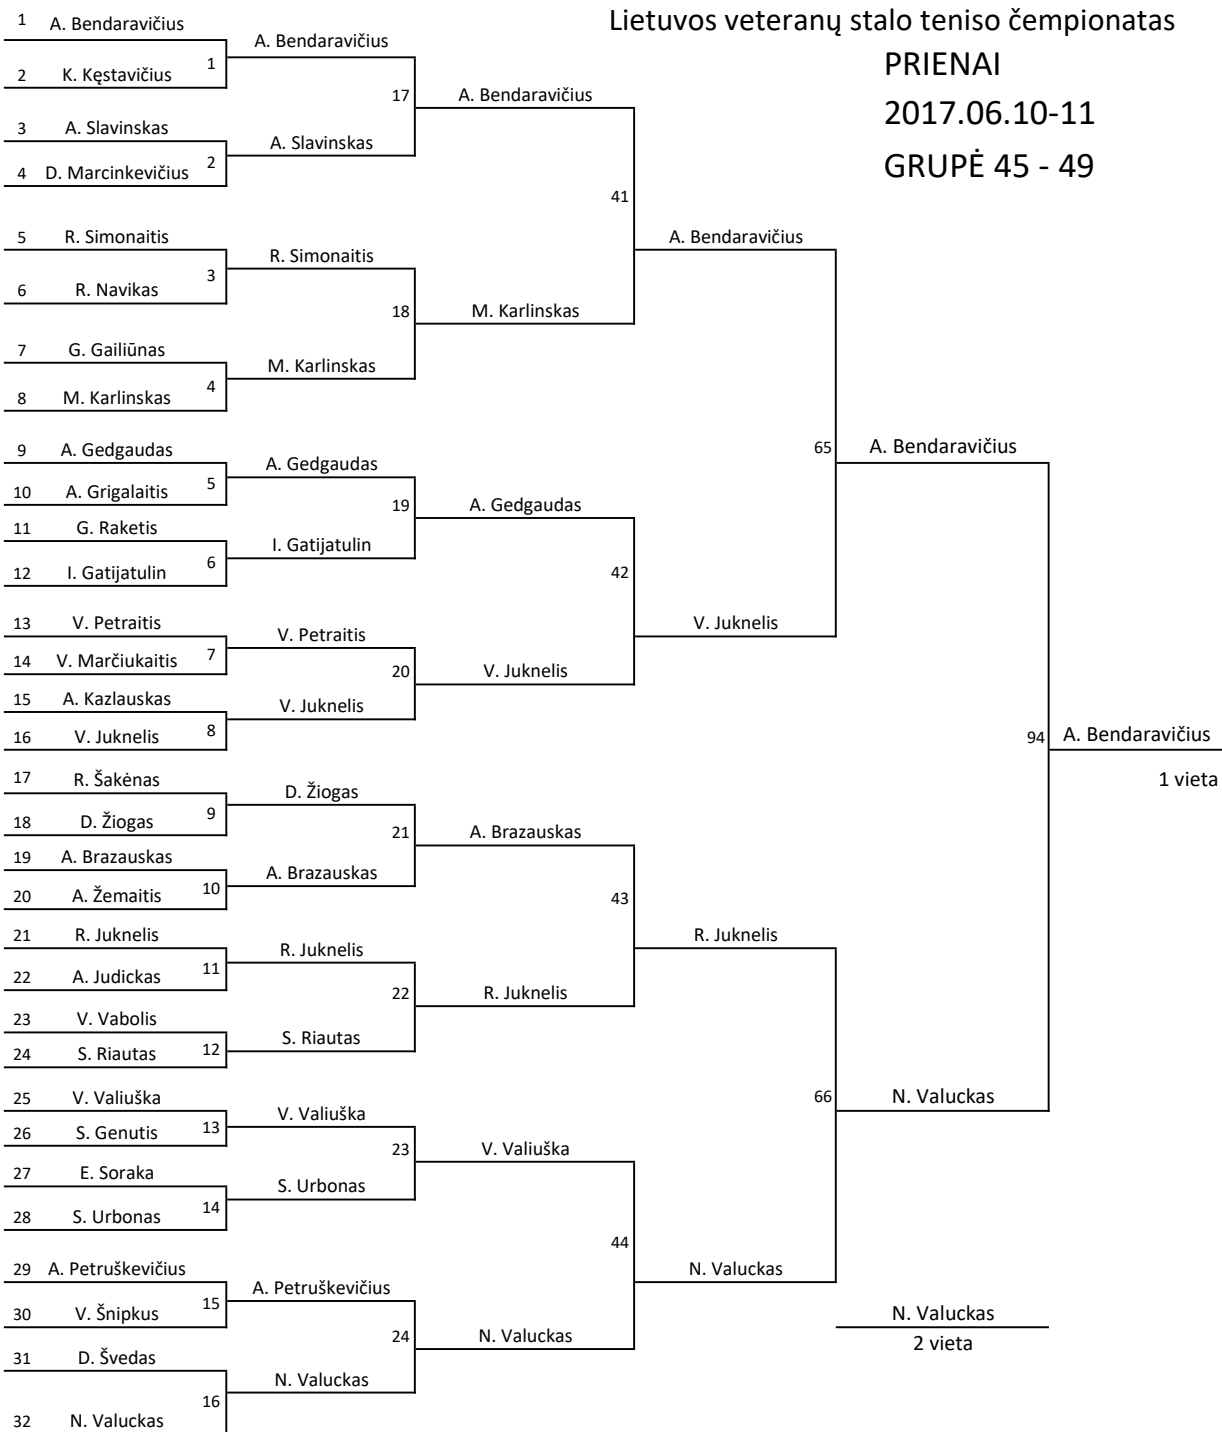 Lietuvos veteranų stalo teniso čempionatas
PRIENAI
2017.06.10-11
GRUPĖ 45 - 49
1 A. Bendaravičius
2 K. Kęstavičius
3 A. Slavinskas
4 D. Marcinkevičius
5 R. Simonaitis
6 R. Navikas
7 G. Gailiūnas
8 M. Karlinskas
9 A. Gedgaudas
10 A. Grigalaitis
11 G. Raketis
12 I. Gatijatulin
13 V. Petraitis
14 V. Marčiukaitis
15 A. Kazlauskas
16 V. Juknelis
17 R. Šakėnas
18 D. Žiogas
19 A. Brazauskas
20 A. Žemaitis
21 R. Juknelis
22 A. Judickas
23 V. Vabolis
24 S. Riautas
25 V. Valiuška
26 S. Genutis
27 E. Soraka
28 S. Urbonas
29 A. Petruškevičius
30 V. Šnipkus
31 D. Švedas
32 N. Valuckas
1 A. Bendaravičius
2 A. Slavinskas
3 R. Simonaitis
4 M. Karlinskas
5 A. Gedgaudas
6 I. Gatijatulin
7 V. Petraitis
8 V. Juknelis
9 D. Žiogas
10 A. Brazauskas
11 R. Juknelis
12 S. Riautas
13 V. Valiuška
14 S. Urbonas
15 A. Petruškevičius
16 N. Valuckas
17 A. Bendaravičius
18 M. Karlinskas
19 A. Gedgaudas
20 V. Juknelis
21 A. Brazauskas
22 R. Juknelis
23 V. Valiuška
24 N. Valuckas
41 A. Bendaravičius
42 V. Juknelis
43 R. Juknelis
44 N. Valuckas
65 A. Bendaravičius
66 N. Valuckas
94 A. Bendaravičius
1 vieta
N. Valuckas
2 vieta